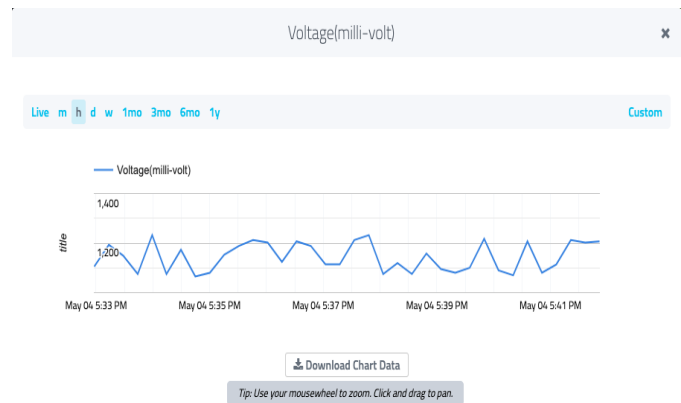 Voltage(milli-volt) ×
Live m h d w 1mo 3mo 6mo 1y Custom
Voltage(milli-volt)
1,400
title
1,200
May 04 5:33 PM May 04 5:35 PM May 04 5:37 PM May 04 5:39 PM May 04 5:41 PM
Download Chart Data
Tip: Use your mousewheel to zoom. Click and drag to pan.